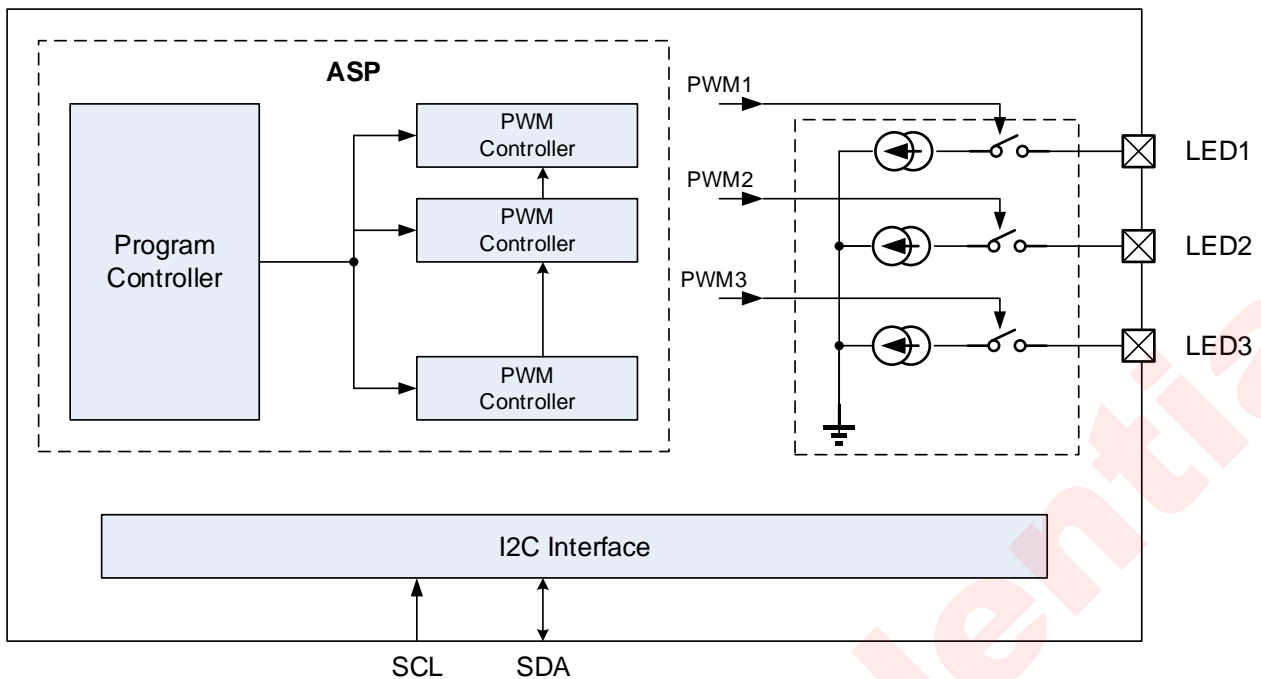 ASP
Program
Controller
PWM
Controller
PWM
Controller
PWM
Controller
PWM1
PWM2
PWM3
LED1
LED2
LED3
I2C Interface
SCL
SDA
dentia